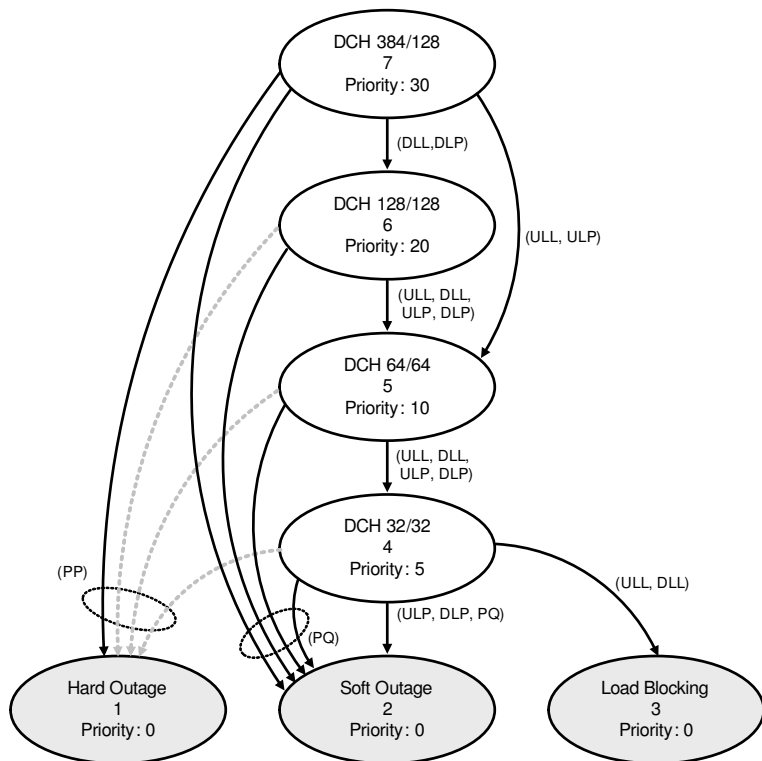 DCH 384/128
7
Priority: 30
(DLL,DLP)
DCH 128/128
6
Priority: 20
(ULL, ULP)
(ULL, DLL,
ULP, DLP)
DCH 64/64
5
Priority: 10
(ULL, DLL,
ULP, DLP)
DCH 32/32
4
Priority: 5
(PP)
(ULL, DLL)
(ULP, DLP, PQ)
(PQ)
Hard Outage
1
Priority: 0
Soft Outage
2
Priority: 0
Load Blocking
3
Priority: 0